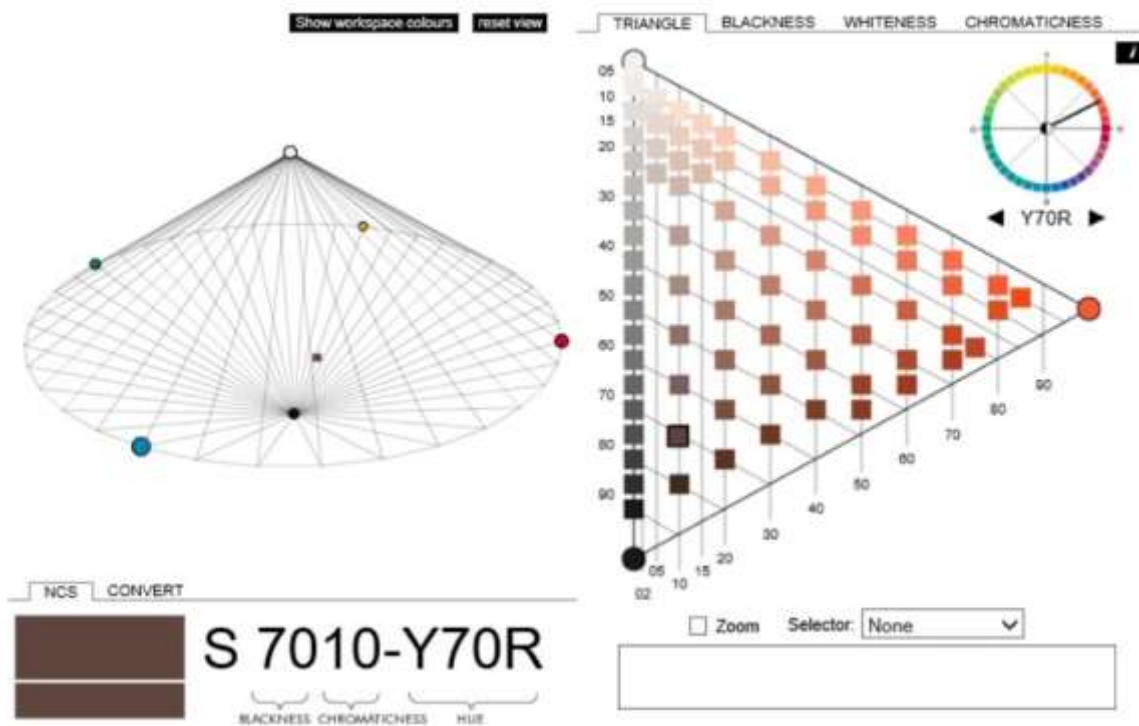 Show workspace colours reset view
TRIANGLE BLACKNESS WHITENESS CHROMATICNESS
i
05
10
15
20
30
40
50
60
70
80
90
Y70R
90
80
70
60
50
40
30
20
15
10
05
02
NCS CONVERT
S 7010-Y70R
BLACKNESS CHROMATICNESS HUE
Zoom Selector: None